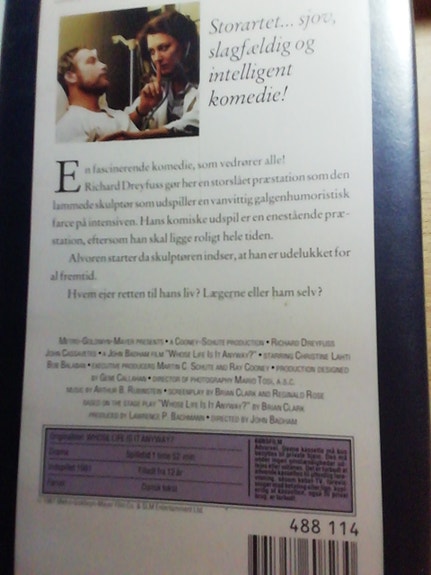 Storartet... sjov,
slagfældig og
intelligent
komedie!
En fascinerende komedie, som vedrører alle!
Richard Dreyfuss gør her en storslået præstation som den
lammede skulptør som udspiller en vanvittig galgenhumoristisk
farce på intensiven. Hans komiske udspil er en enestående præ-
station, eftersom han skal ligge roligt hele tiden.
Alvoren starter da skulptøren indser, at han er udelukket for
al fremtid.
Hvem ejer retten til hans liv? Lægerne eller ham selv?
METRO-GOLDWYN-MAYER PRESENTS • A COONEY-SCHUTE PRODUCTION • RICHARD DREYFUSS
JOHN CASSAVETES • A JOHN BADHAM FILM "WHOSE LIFE IS IT ANYWAY?" • STARRING CHRISTINE LAHTI
BOB BALABAN • EXECUTIVE PRODUCERS MARTIN C. SCHUTE AND RAY COONEY • PRODUCTION DESIGNED
BY GENE CALLAHAN • DIRECTOR OF PHOTOGRAPHY MARIO TOSI, A.S.C.
MUSIC BY ARTHUR B. RUBINSTEIN • SCREENPLAY BY BRIAN CLARK AND REGINALD ROSE
BASED ON THE STAGE PLAY "WHOSE LIFE IS IT ANYWAY?" BY BRIAN CLARK
PRODUCED BY LAWRENCE P. BACHMANN • DIRECTED BY JOHN BADHAM
Originaltitel: WHOSE LIFE IS IT ANYWAY?
Drama
Spilletid 1 time 52 min.
Indspillet 1981
Tilladt fra 12 år
Farver
Dansk tekst
KØBEFILM
488 114